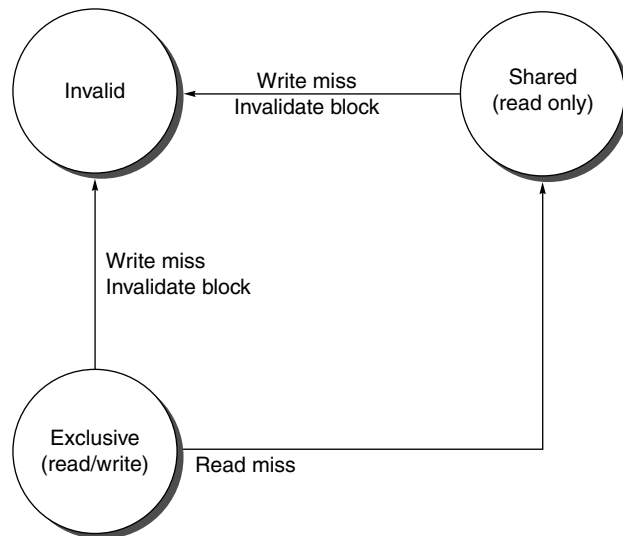 Invalid
Write miss
Invalidate block
Shared
(read only)
Write miss
Invalidate block
Exclusive
(read/write)
Read miss